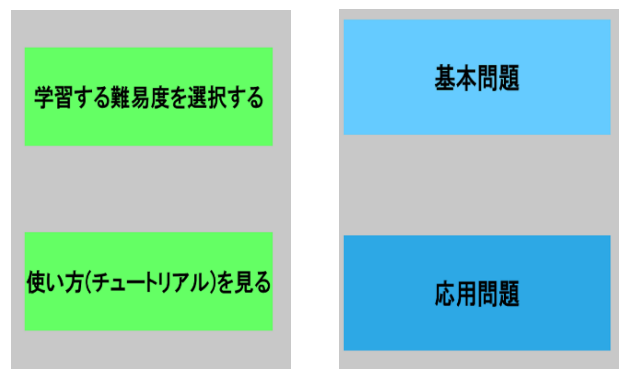 学習する難易度を選択する
使い方(チュートリアル)を見る
基本問題
応用問題